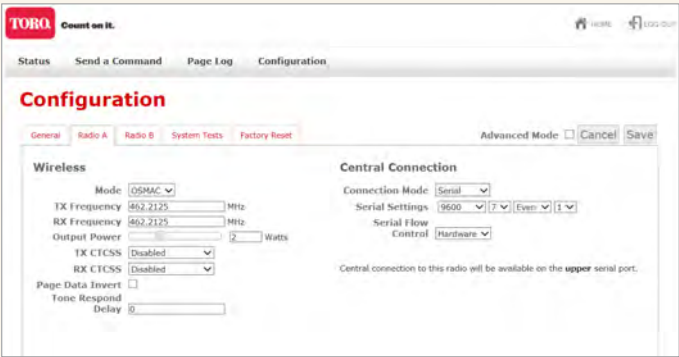 TORO. Count on it.
HOME LOG OUT
Status Send a Command Page Log Configuration
Configuration
General Radio A Radio B System Tests Factory Reset Advanced Mode Cancel Save
Wireless
Mode OSMAC
TX Frequency 462.2125 MHz
RX Frequency 462.2125 MHz
Output Power 2 Watts
TX CTCSS Disabled
RX CTCSS Disabled
Page Data Invert
Tone Respond
Delay 0
Central Connection
Connection Mode Serial
Serial Settings 9600 7 Even 1
Serial Flow
Control Hardware
Central connection to this radio will be available on the upper serial port.